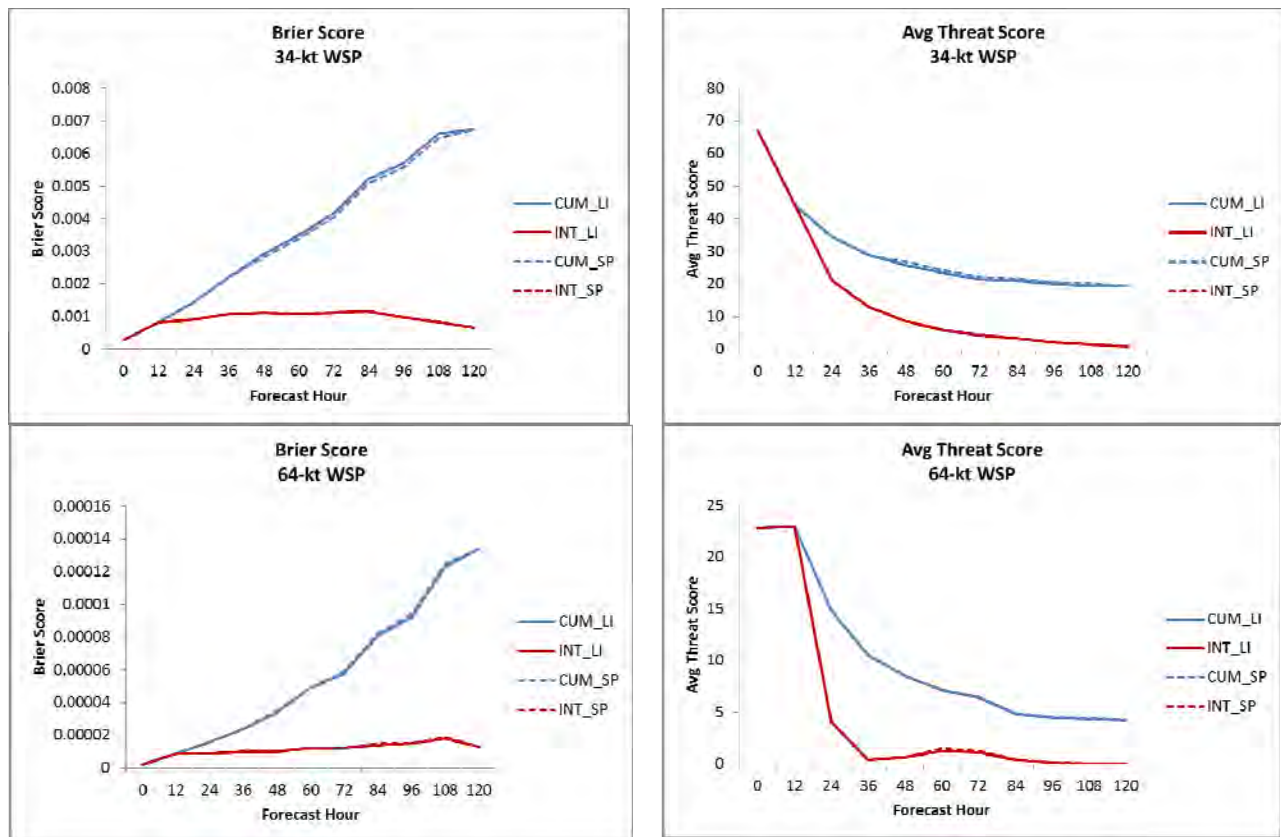 Brier Score
34-kt WSP
0.008
0.007
0.006
0.005
0.004
0.003
0.002
0.001
0
Brier Score
0 12 24 36 48 60 72 84 96 108 120
Forecast Hour
CUM_LI
INT_LI
CUM_SP
INT_SP
Avg Threat Score
34-kt WSP
80
70
60
50
40
30
20
10
0
Avg Threat Score
0 12 24 36 48 60 72 84 96 108 120
Forecast Hour
CUM_LI
INT_LI
CUM_SP
INT_SP
Brier Score
64-kt WSP
0.00016
0.00014
0.00012
0.0001
0.00008
0.00006
0.00004
0.00002
0
Brier Score
0 12 24 36 48 60 72 84 96 108 120
Forecast Hour
CUM_LI
INT_LI
CUM_SP
INT_SP
Avg Threat Score
64-kt WSP
25
20
15
10
5
0
Avg Threat Score
0 12 24 36 48 60 72 84 96 108 120
Forecast Hour
CUM_LI
INT_LI
CUM_SP
INT_SP